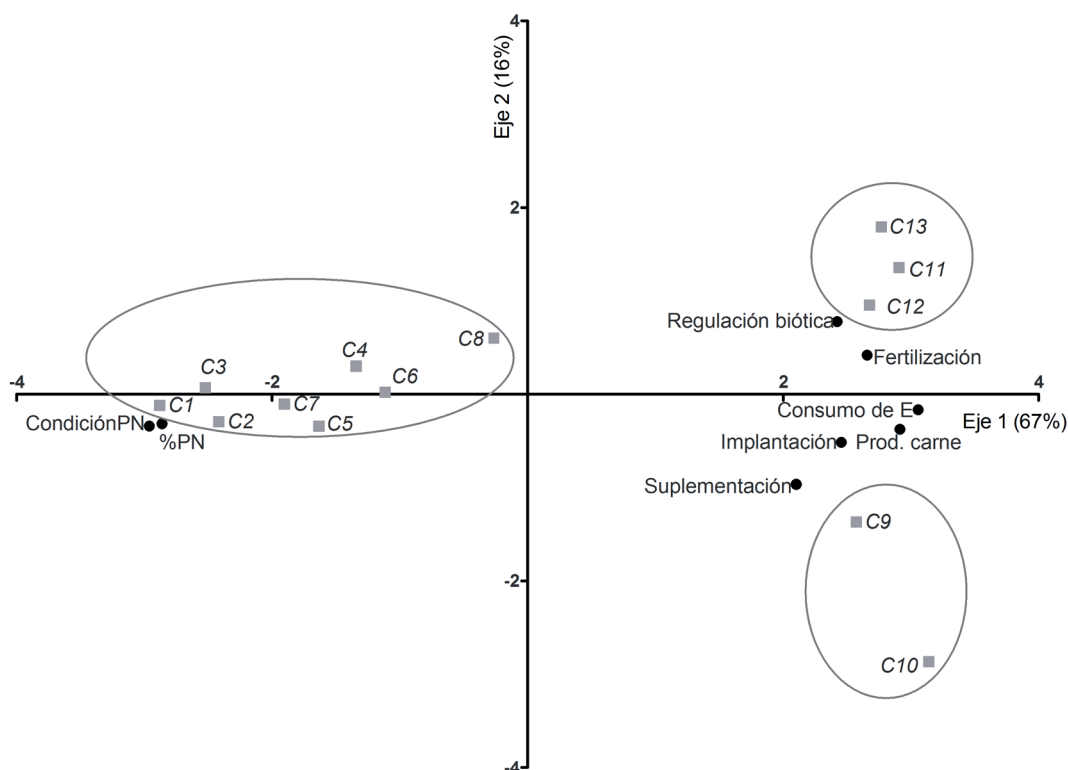 4
Eje 2 (16%)
2
C13
C11
C12
Regulación biótica
Fertilización
C8
C4
C3
C6
-4
-2
2
4
C1
C7
Consumo de E
Eje 1 (67%)
CondiciónPN
C2
C5
%PN
Implantación
Prod. carne
Suplementación
C9
-2
C10
-4